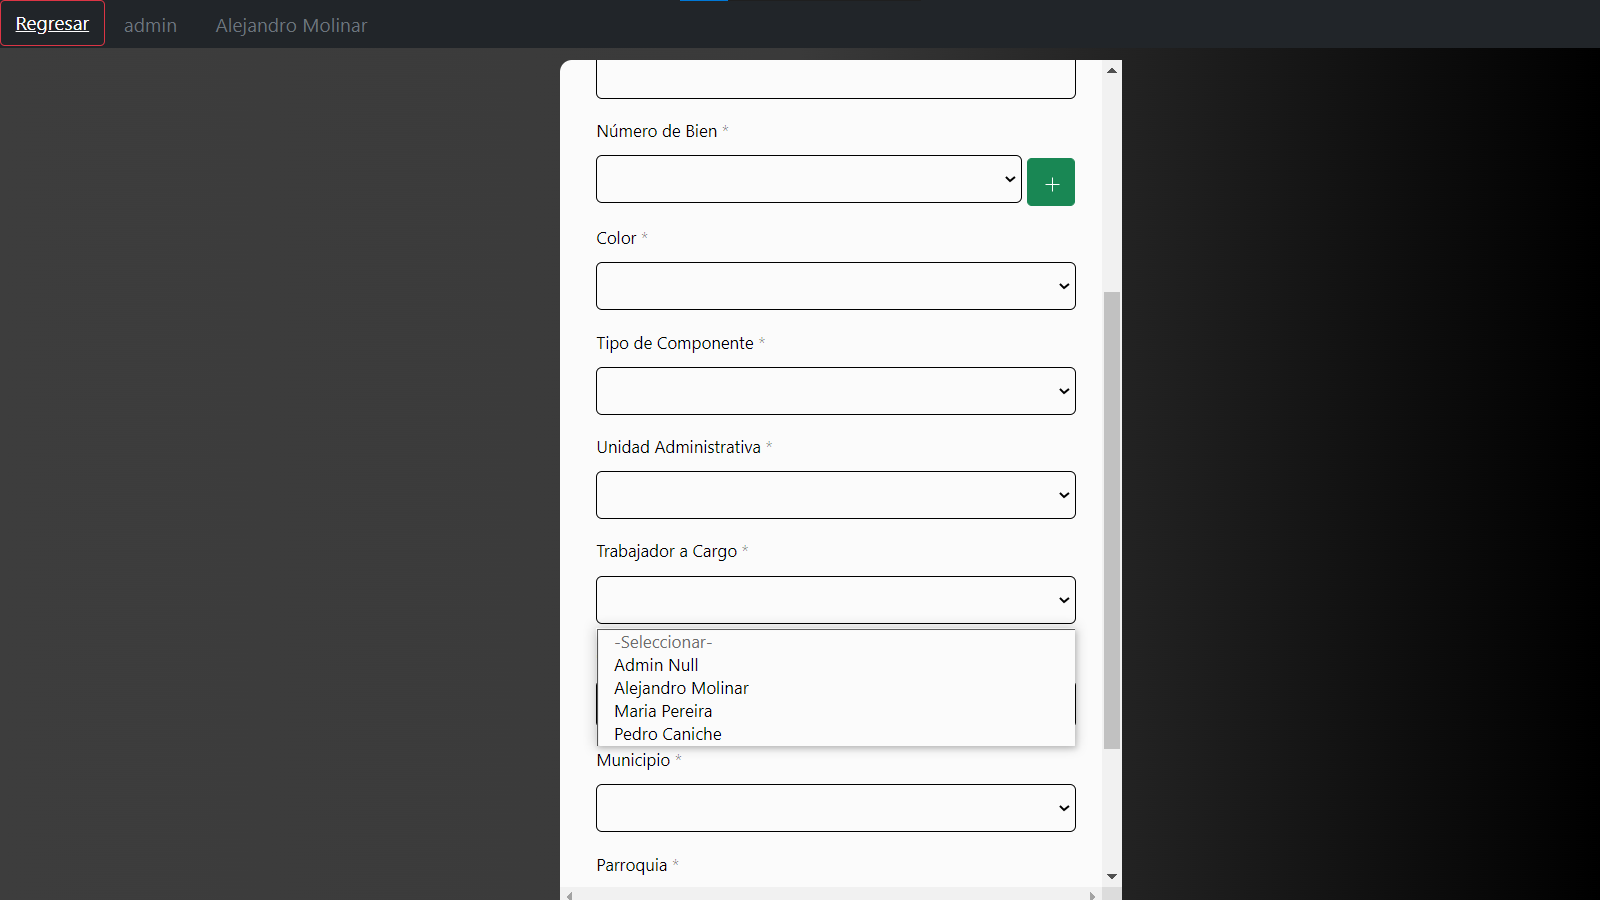 Regresar admin Alejandro Molinar
Número de Bien *
+
Color *
Tipo de Componente *
Unidad Administrativa *
Trabajador a Cargo *
-Seleccionar-
Admin Null
Alejandro Molinar
Maria Pereira
Pedro Caniche
Municipio *
Parroquia *